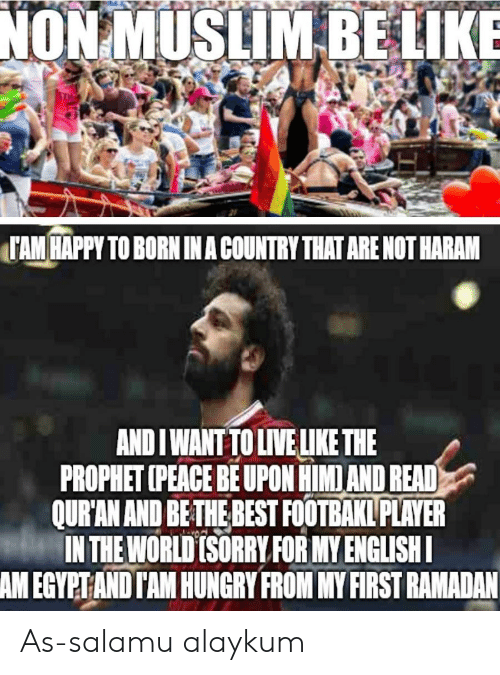 NON MUSLIM BE LIKE
I'AM HAPPY TO BORN IN A COUNTRY THAT ARE NOT HARAM
AND I WANT TO LIVE LIKE THE
PROPHET (PEACE BE UPON HIM) AND READ
QUR'AN AND BE THE BEST FOOTBAKL PLAYER
IN THE WORLD (SORRY FOR MY ENGLISH I
AM EGYPT AND I'AM HUNGRY FROM MY FIRST RAMADAN
As-salamu alaykum